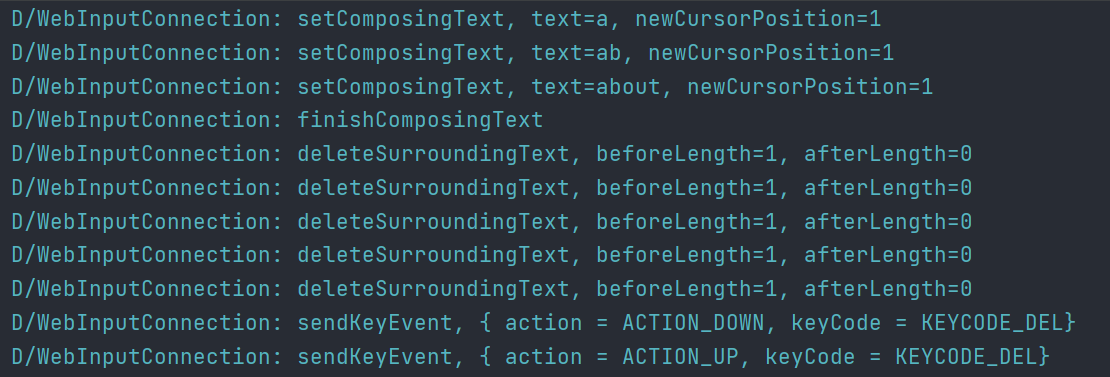 D/WebInputConnection: setComposingText, text=a, newCursorPosition=1
D/WebInputConnection: setComposingText, text=ab, newCursorPosition=1
D/WebInputConnection: setComposingText, text=about, newCursorPosition=1
D/WebInputConnection: finishComposingText
D/WebInputConnection: deleteSurroundingText, beforeLength=1, afterLength=0
D/WebInputConnection: deleteSurroundingText, beforeLength=1, afterLength=0
D/WebInputConnection: deleteSurroundingText, beforeLength=1, afterLength=0
D/WebInputConnection: deleteSurroundingText, beforeLength=1, afterLength=0
D/WebInputConnection: deleteSurroundingText, beforeLength=1, afterLength=0
D/WebInputConnection: sendKeyEvent, { action = ACTION_DOWN, keyCode = KEYCODE_DEL}
D/WebInputConnection: sendKeyEvent, { action = ACTION_UP, keyCode = KEYCODE_DEL}